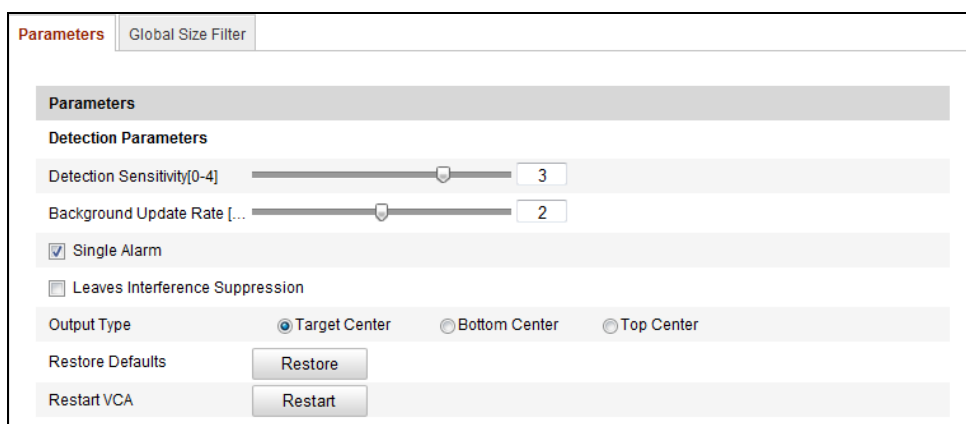 Parameters Global Size Filter
Parameters
Detection Parameters
Detection Sensitivity[0-4] 3
Background Update Rate [... 2
Single Alarm
Leaves Interference Suppression
Output Type Target Center Bottom Center Top Center
Restore Defaults Restore
Restart VCA Restart